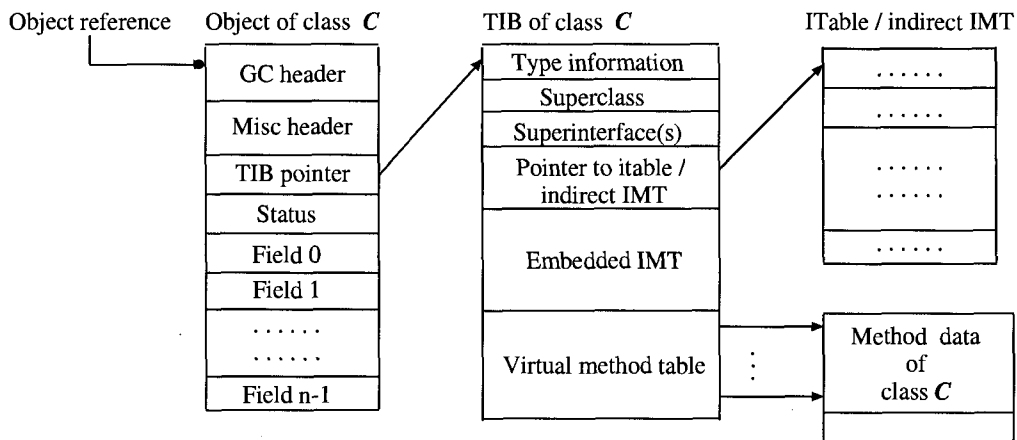 Object reference
Object of class C
GC header
Misc header
TIB pointer
Status
Field 0
Field 1
......
......
Field n-1
TIB of class C
Type information
Superclass
Superinterface(s)
Pointer to itable /
indirect IMT
Embedded IMT
Virtual method table
ITable / indirect IMT
......
......
......
......
......
Method data
of
class C